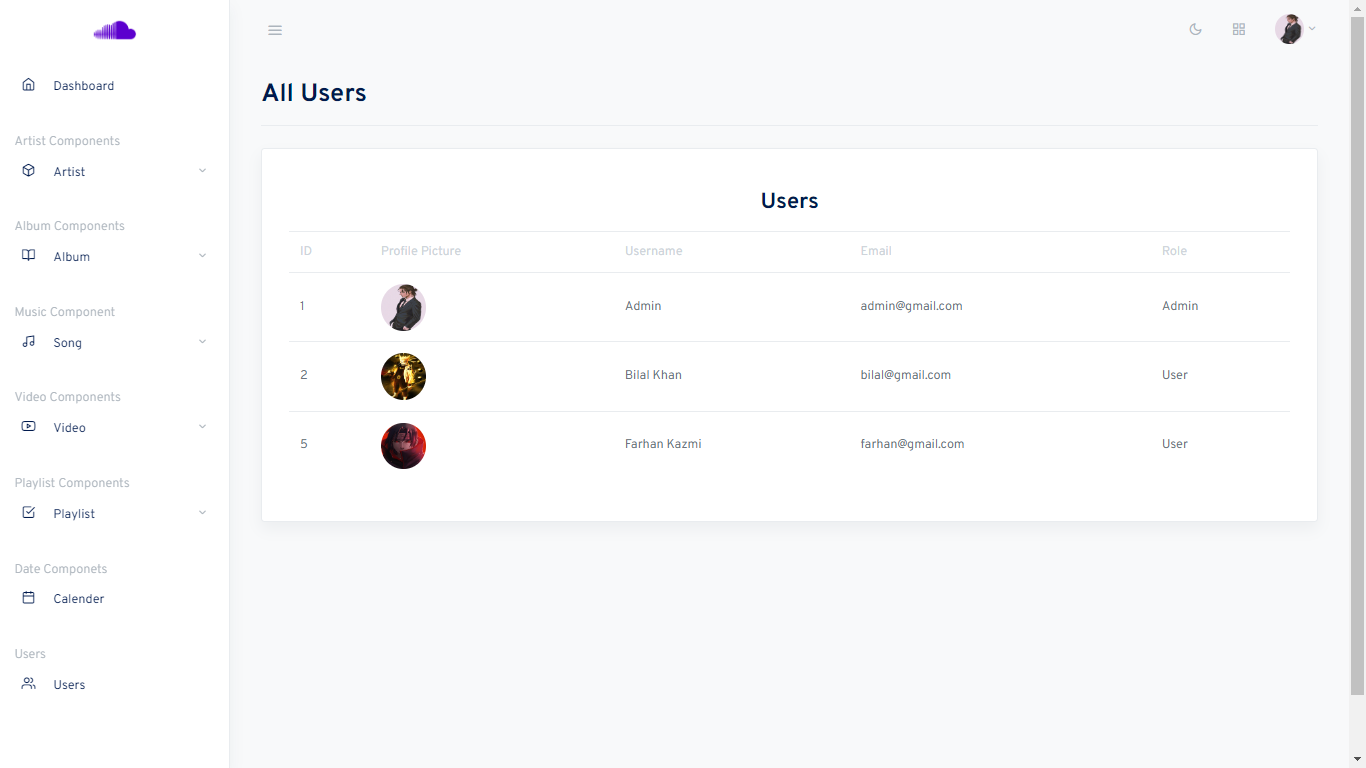 Dashboard
Artist Components
Artist
Album Components
Album
Music Component
Song
Video Components
Video
Playlist Components
Playlist
Date Componets
Calender
Users
Users
All Users
Users
ID Profile Picture Username Email Role
1 Admin admin@gmail.com Admin
2 Bilal Khan bilal@gmail.com User
5 Farhan Kazmi farhan@gmail.com User